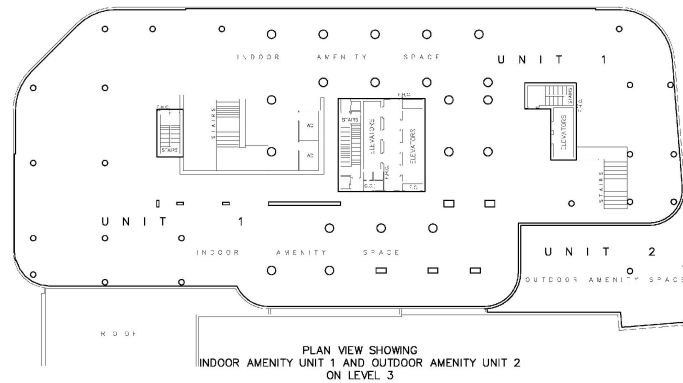 INDOOR AMENITY SPACE
UNIT 1
F.H.C.
STAIRS
STAIRS
STAIRS
ELEVATORS
ELEVATORS
F.H.C.
STAIRS
F.H.C.
ELEVATORS
STAIRS
UNIT 1
UNIT 2
INDOOR AMENITY SPACE
OUTDOOR AMENITY SPACE
ROOF
PLAN VIEW SHOWING
INDOOR AMENITY UNIT 1 AND OUTDOOR AMENITY UNIT 2
ON LEVEL 3